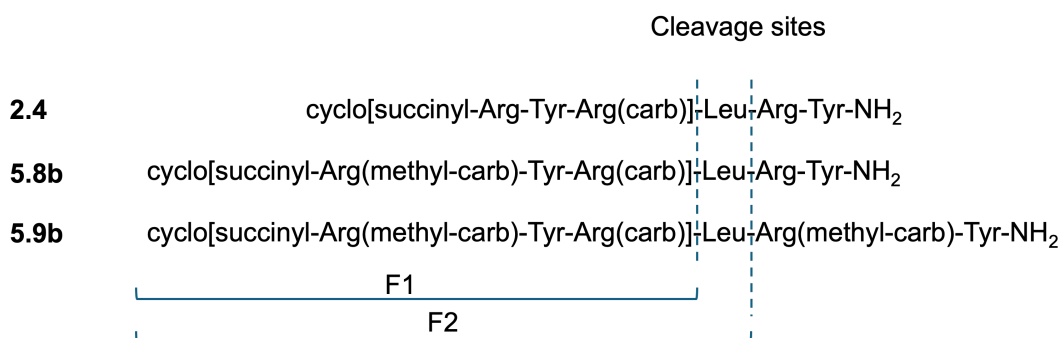 Cleavage sites
2.4 cyclo[succinyl-Arg-Tyr-Arg(carb)]-Leu-Arg-Tyr-NH₂
5.8b cyclo[succinyl-Arg(methyl-carb)-Tyr-Arg(carb)]-Leu-Arg-Tyr-NH₂
5.9b cyclo[succinyl-Arg(methyl-carb)-Tyr-Arg(carb)]-Leu-Arg(methyl-carb)-Tyr-NH₂
F1
F2